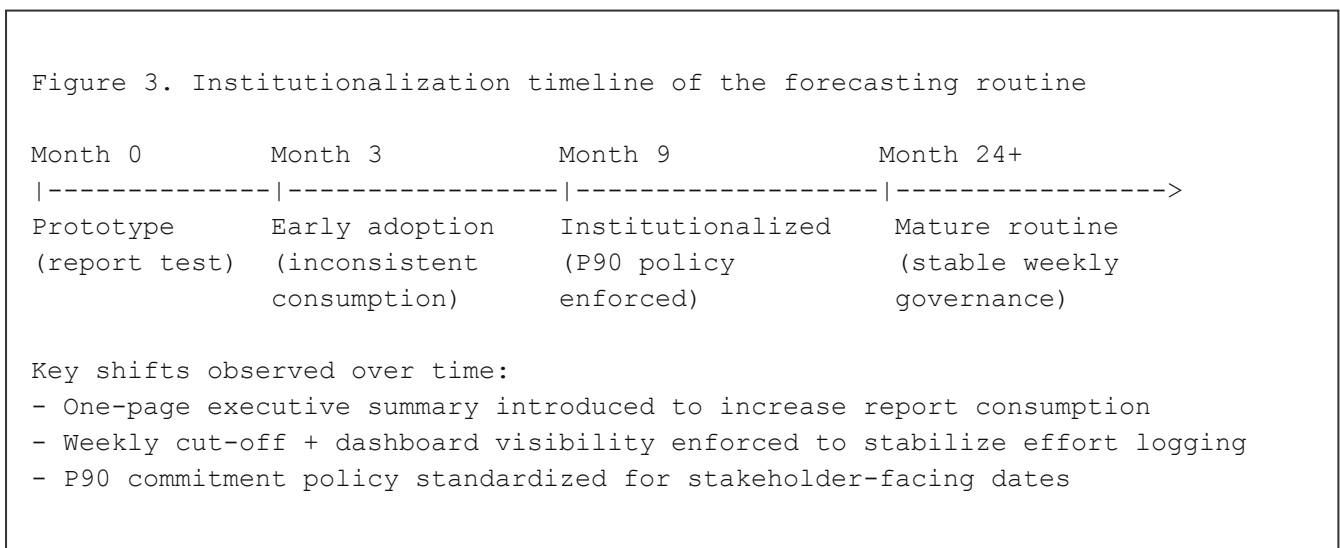 Figure 3. Institutionalization timeline of the forecasting routine
Month 0        Month 3           Month 9             Month 24+
|--------------|-----------------|-------------------|----------------->
Prototype      Early adoption    Institutionalized    Mature routine
(report test)  (inconsistent     (P90 policy          (stable weekly
               consumption)      enforced)            governance)
Key shifts observed over time:
- One-page executive summary introduced to increase report consumption
- Weekly cut-off + dashboard visibility enforced to stabilize effort logging
- P90 commitment policy standardized for stakeholder-facing dates